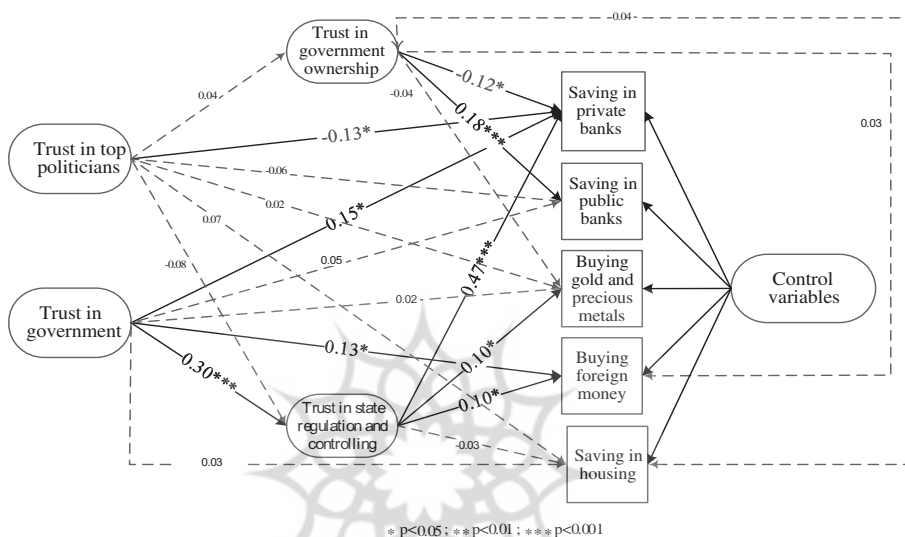 -0.04
Trust in
government
ownership
-0.12*
Saving in
private
banks
0.04
-0.04
0.18***
0.03
Trust in top
politicians
-0.13*
-0.06
Saving in
public
banks
0.07
0.02
0.15*
-0.08
0.05
0.47***
Buying
gold and
precious
metals
Control
variables
Trust in
government
0.02
0.13*
0.10*
Buying
foreign
money
0.30***
0.10*
Trust in state
regulation and
controlling
-0.03
Saving in
housing
0.03
0.03
* p<0.05; **p<0.01; ***p<0.001